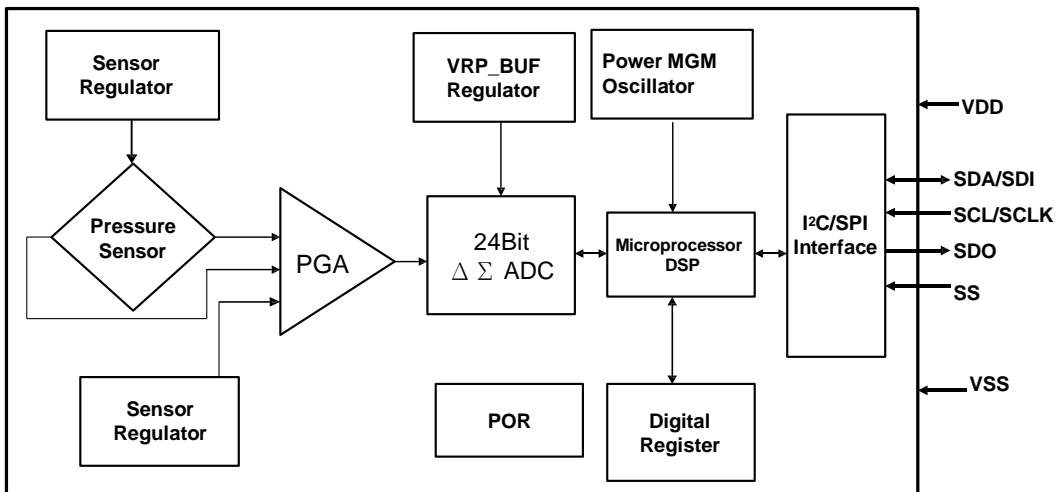 Sensor
Regulator
VRP_BUF
Regulator
Power MGM
Oscillator
VDD
Pressure
Sensor
PGA
24Bit
Δ Σ ADC
Microprocessor
DSP
I²C/SPI
Interface
SDA/SDI
SCL/SCLK
SDO
SS
Sensor
Regulator
POR
Digital
Register
VSS